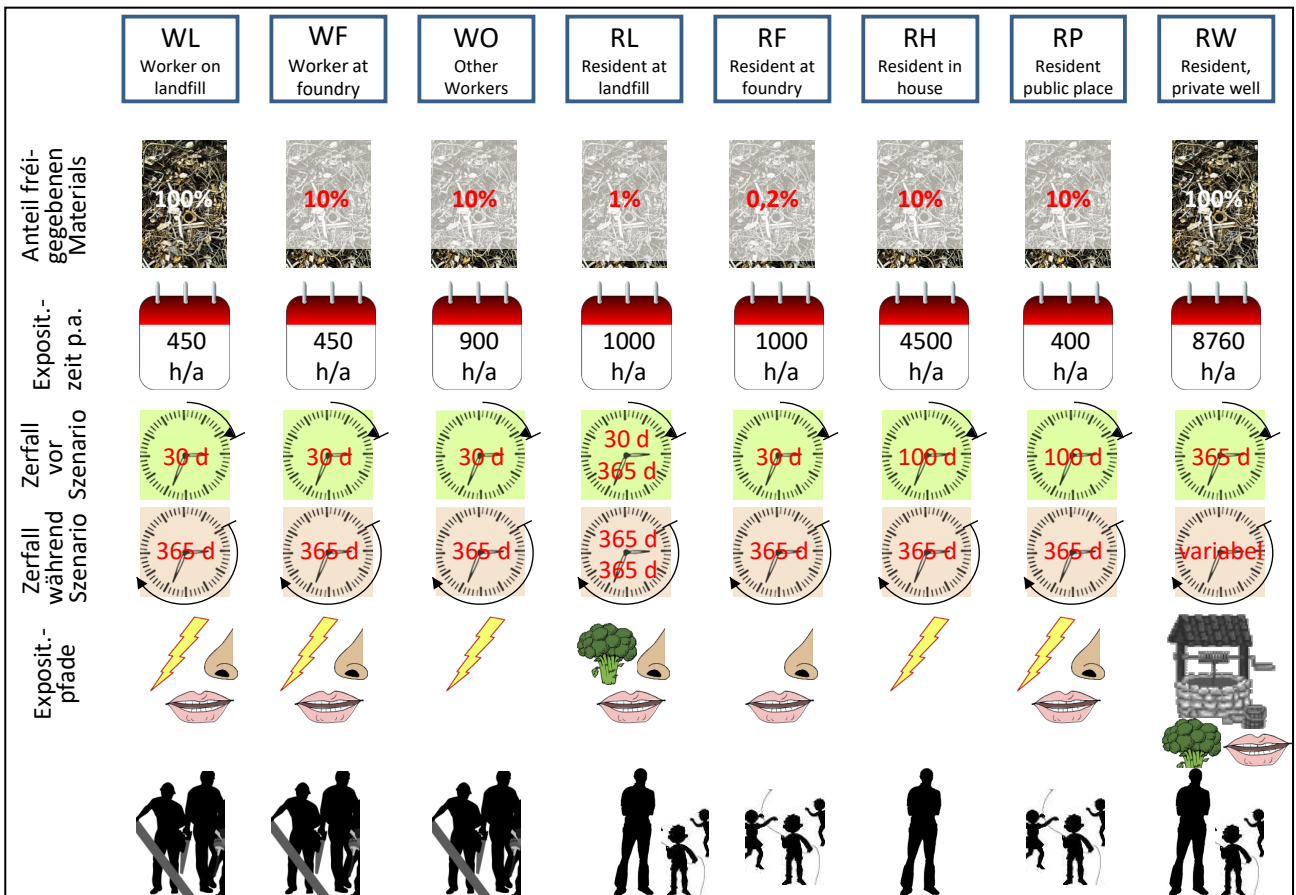 WL
Worker on
landfill
WF
Worker at
foundry
WO
Other
Workers
RL
Resident at
landfill
RF
Resident at
foundry
RH
Resident in
house
RP
Resident
public place
RW
Resident,
private well
Anteil fréi-
gegebenen
Materials
100%
10%
10%
1%
0,2%
10%
10%
100%
Exposit.-
zeit p.a.
450
h/a
450
h/a
900
h/a
1000
h/a
1000
h/a
4500
h/a
400
h/a
8760
h/a
Zerfall
vor
Szenario
30 d
30 d
30 d
30 d
365 d
30 d
100 d
100 d
365 d
Zerfall
während
Szenario
365 d
365 d
365 d
365 d
365 d
365 d
365 d
365 d
variabel
Exposit.-
pfade